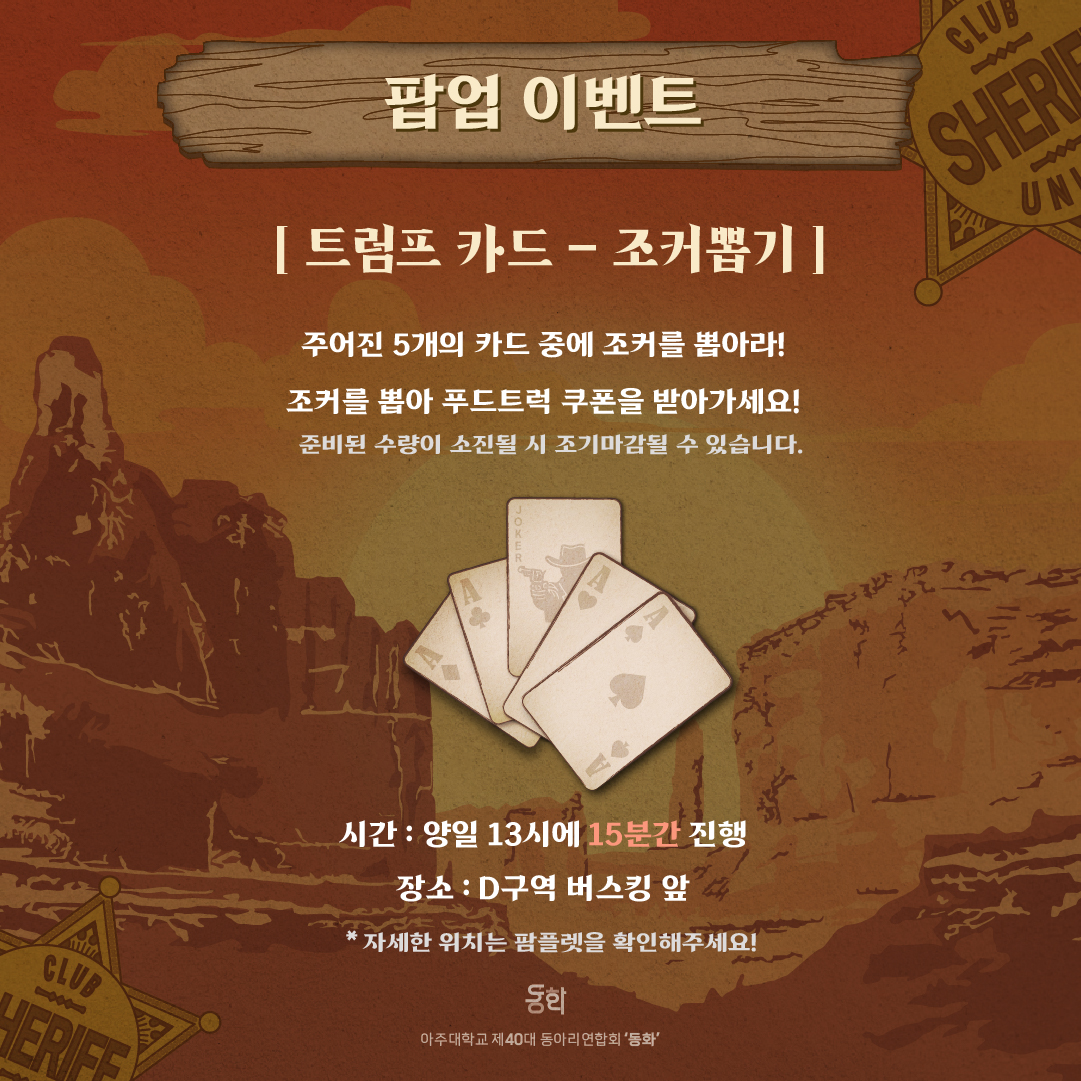 팝업 이벤트
CLUB
SHERIF
UNI
[ 트럼프 카드 - 조커뽑기 ]
주어진 5개의 카드 중에 조커를 뽑아라!
조커를 뽑아 푸드트럭 쿠폰을 받아가세요!
준비된 수량이 소진될 시 조기마감될 수 있습니다.
JOKER
A
A
A
A
A
시간 : 양일 13시에 15분간 진행
장소 : D구역 버스킹 앞
* 자세한 위치는 팜플렛을 확인해주세요!
CLUB
HERIFF
동화
아주대학교 제40대 동아리연합회 ‘동화’